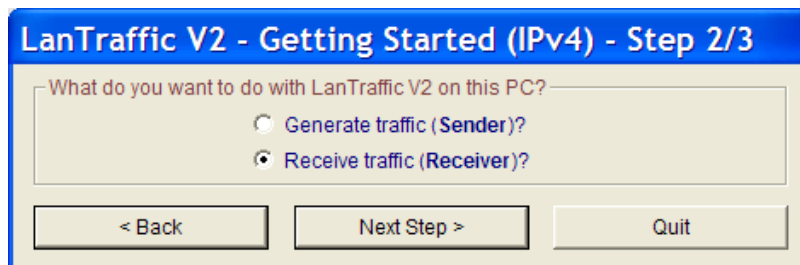 LanTraffic V2 - Getting Started (IPv4) - Step 2/3
What do you want to do with LanTraffic V2 on this PC?
Generate traffic (Sender)?
Receive traffic (Receiver)?
< Back
Next Step >
Quit